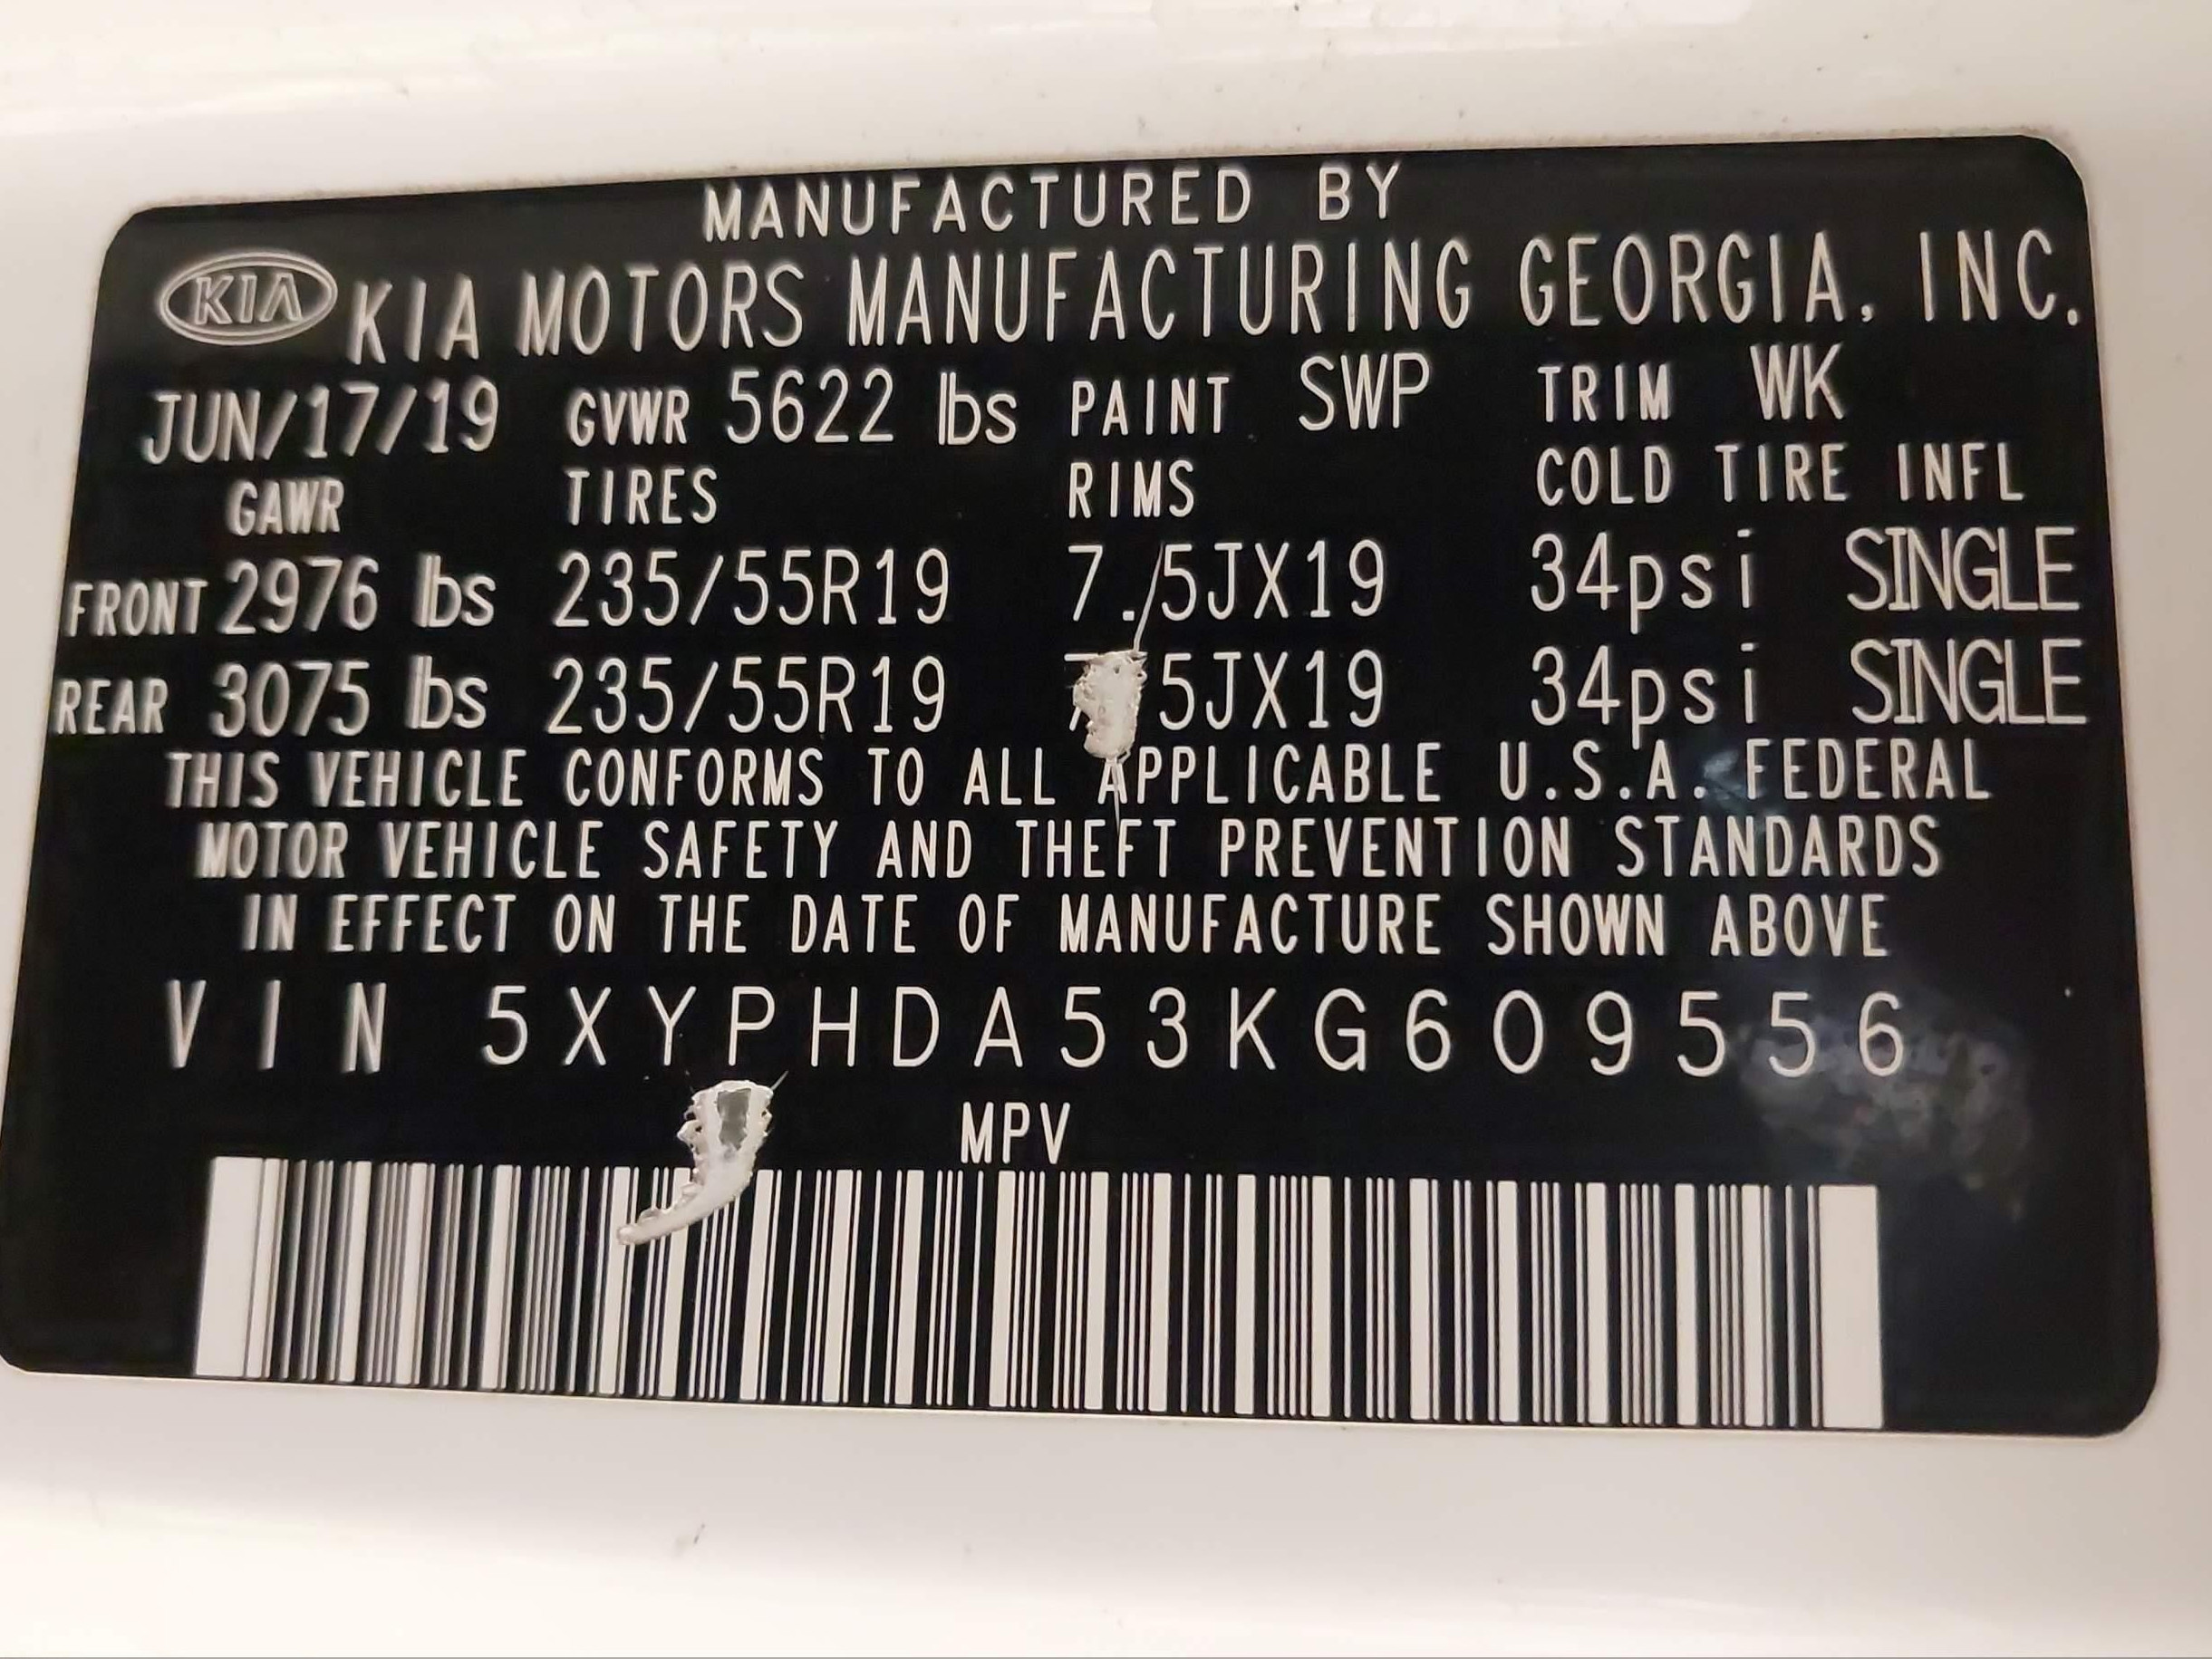 MANUFACTURED BY
KIA KIA MOTORS MANUFACTURING GEORGIA, INC.
JUN/17/19 GVWR 5622 lbs PAINT SWP TRIM WK
GAWR TIRES RIMS COLD TIRE INFL
FRONT 2976 lbs 235/55R19 7.5JX19 34psi SINGLE
REAR 3075 lbs 235/55R19 5JX19 34psi SINGLE
THIS VEHICLE CONFORMS TO ALL APPLICABLE U.S.A. FEDERAL
MOTOR VEHICLE SAFETY AND THEFT PREVENTION STANDARDS
IN EFFECT ON THE DATE OF MANUFACTURE SHOWN ABOVE
VIN 5XYPHDA53KG609556
MPV